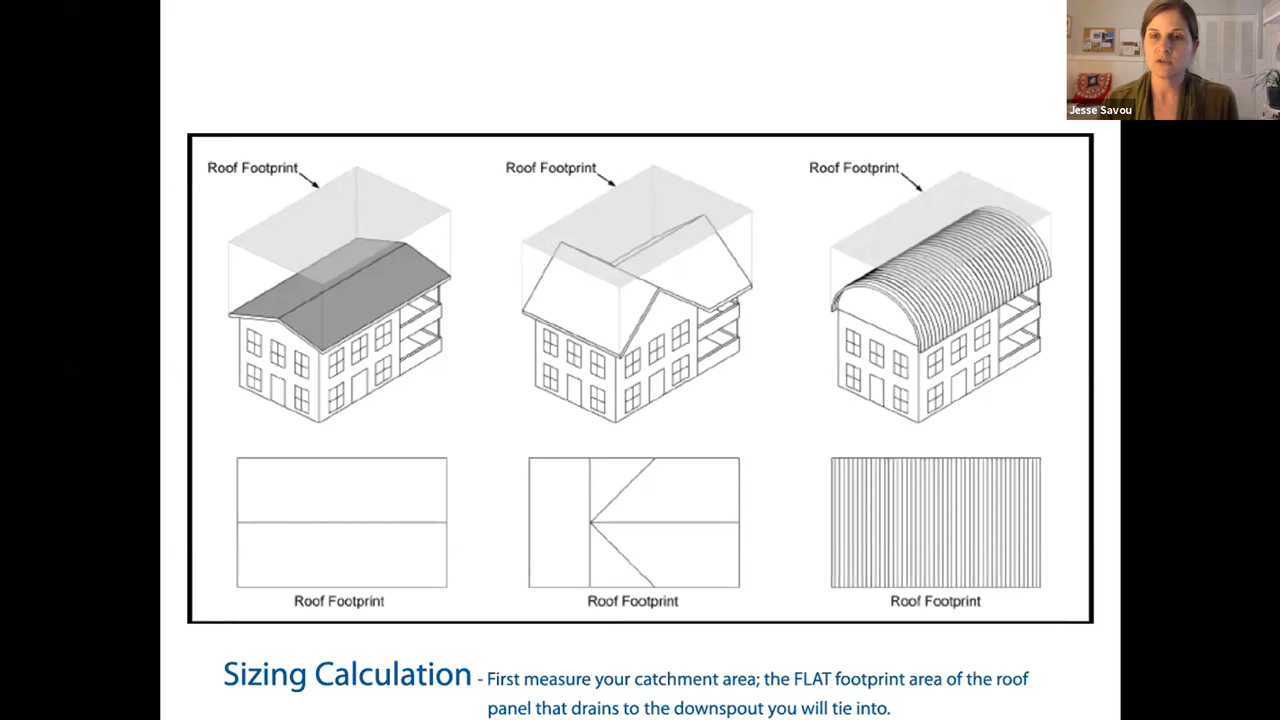 Jesse Savou
Roof Footprint
Roof Footprint
Roof Footprint
Roof Footprint
Roof Footprint
Roof Footprint
Sizing Calculation - First measure your catchment area; the FLAT footprint area of the roof
panel that drains to the downspout you will tie into.